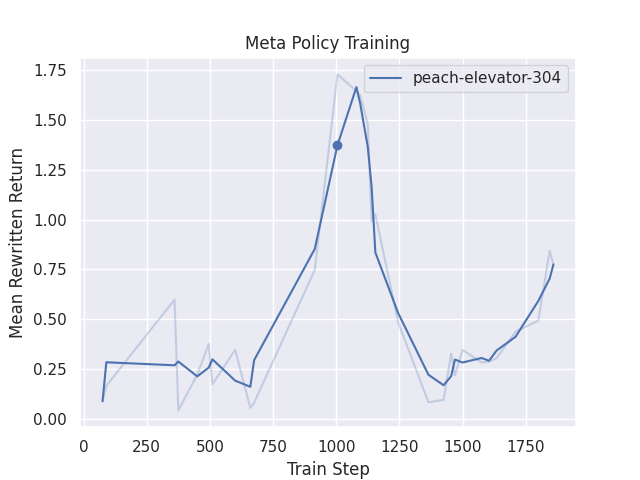 Meta Policy Training
peach-elevator-304
Mean Rewritten Return
1.75
1.50
1.25
1.00
0.75
0.50
0.25
0.00
0 250 500 750 1000 1250 1500 1750
Train Step